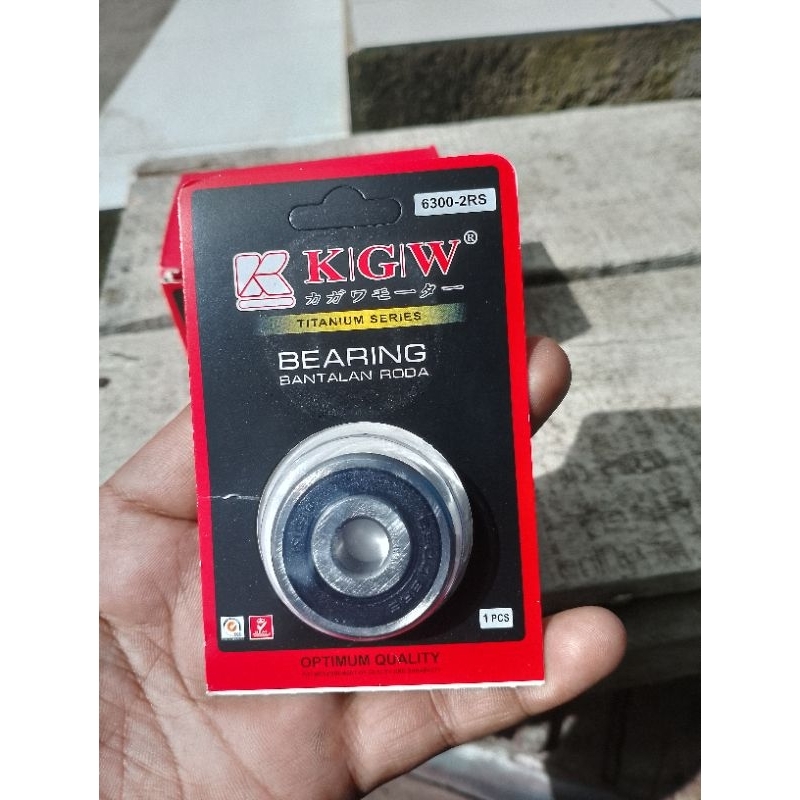 6300-2RS
K|G|W®
カガワモーター
TITANIUM SERIES
BEARING
BANTALAN RODA
1 PCS
OPTIMUM QUALITY